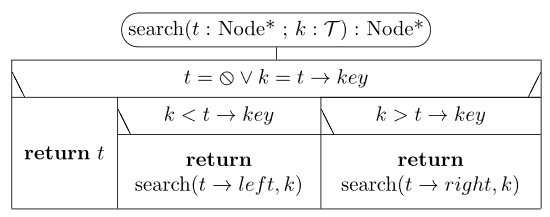 search(t : Node* ; k : 𝒯) : Node*
t = ⊘ ∨ k = t → key
k < t → key
k > t → key
return t
return
search(t → left, k)
return
search(t → right, k)